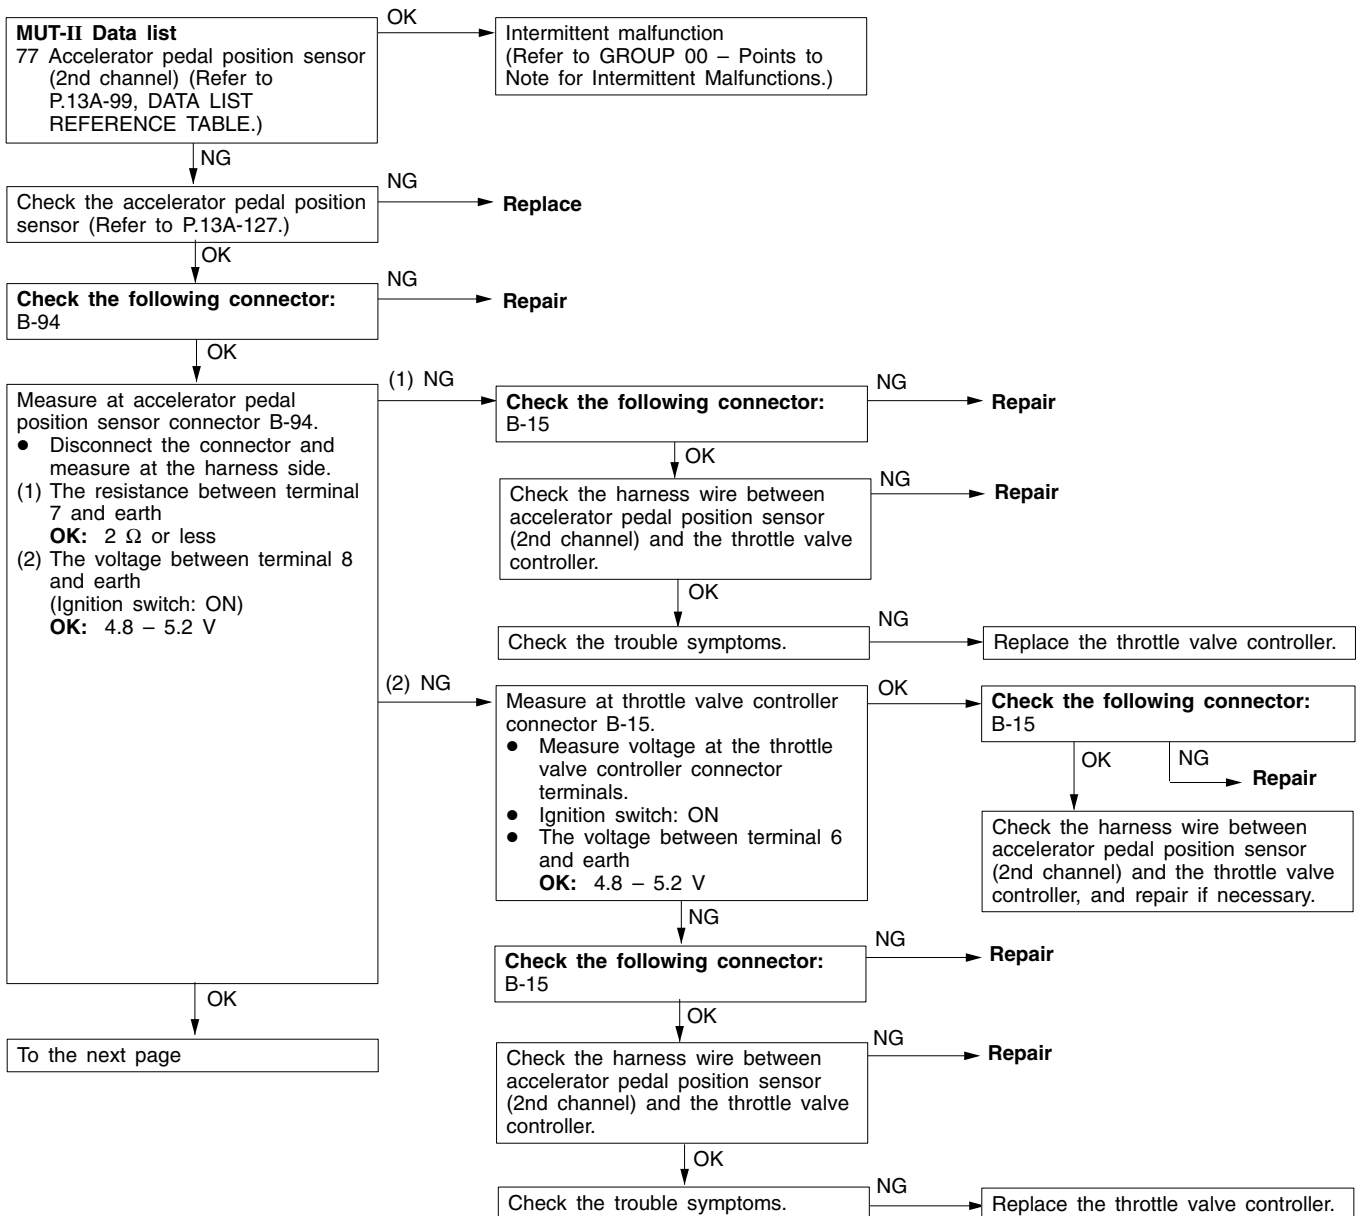 MUT-II Data list
77 Accelerator pedal position sensor
(2nd channel) (Refer to
P.13A-99, DATA LIST
REFERENCE TABLE.)
OK
Intermittent malfunction
(Refer to GROUP 00 – Points to
Note for Intermittent Malfunctions.)
NG
Check the accelerator pedal position
sensor (Refer to P.13A-127.)
NG
Replace
OK
Check the following connector:
B-94
NG
Repair
OK
Measure at accelerator pedal
position sensor connector B-94.
● Disconnect the connector and
measure at the harness side.
(1) The resistance between terminal
7 and earth
OK: 2 Ω or less
(2) The voltage between terminal 8
and earth
(Ignition switch: ON)
OK: 4.8 – 5.2 V
(1) NG
Check the following connector:
B-15
NG
Repair
OK
Check the harness wire between
accelerator pedal position sensor
(2nd channel) and the throttle valve
controller.
NG
Repair
OK
Check the trouble symptoms.
NG
Replace the throttle valve controller.
(2) NG
Measure at throttle valve controller
connector B-15.
● Measure voltage at the throttle
valve controller connector
terminals.
● Ignition switch: ON
● The voltage between terminal 6
and earth
OK: 4.8 – 5.2 V
OK
Check the following connector:
B-15
OK
NG
Repair
Check the harness wire between
accelerator pedal position sensor
(2nd channel) and the throttle valve
controller, and repair if necessary.
NG
Check the following connector:
B-15
NG
Repair
OK
Check the harness wire between
accelerator pedal position sensor
(2nd channel) and the throttle valve
controller.
NG
Repair
OK
Check the trouble symptoms.
NG
Replace the throttle valve controller.
OK
To the next page